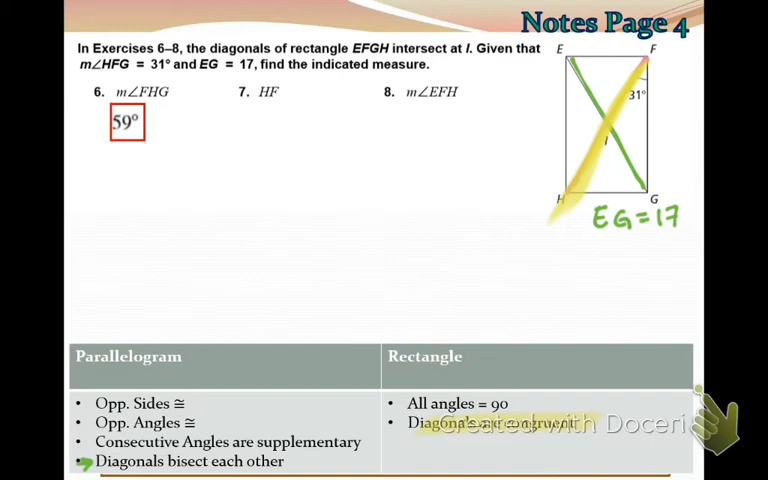 Notes Page 4
In Exercises 6–8, the diagonals of rectangle EFGH intersect at I. Given that
m∠HFG = 31° and EG = 17, find the indicated measure.
6. m∠FHG 7. HF 8. m∠EFH
59°
E F
31°
I
H G
EG=17
Parallelogram Rectangle
• Opp. Sides ≅
• Opp. Angles ≅
• Consecutive Angles are supplementary
• Diagonals bisect each other
• All angles = 90
• Diagonals are congruent
Created with Doceri